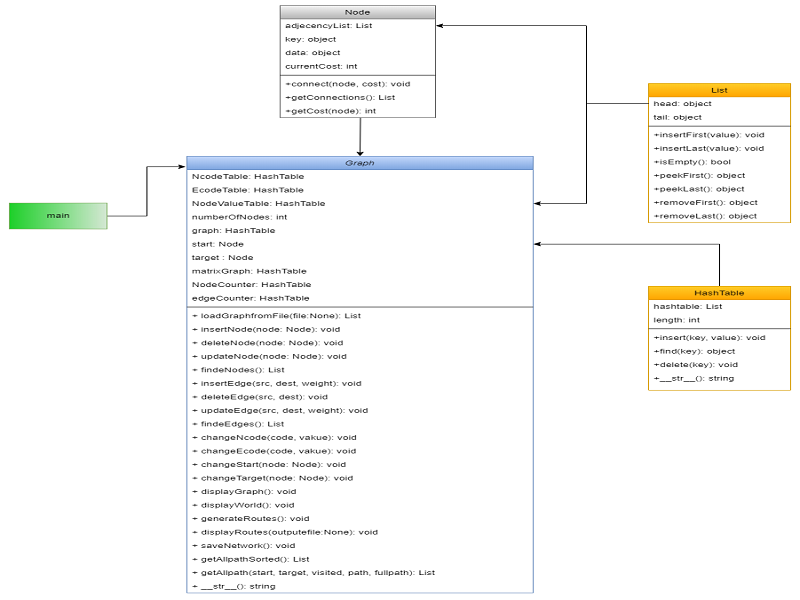 Node
adjecencyList: List
key: object
data: object
currentCost: int
+connect(node, cost): void
+getConnections(): List
+getCost(node): int
List
head: object
tail: object
+insertFirst(value): void
+insertLast(value): void
+isEmpty(): bool
+peekFirst(): object
+peekLast(): object
+removeFirst(): object
+removeLast(): object
Graph
NcodeTable: HashTable
EcodeTable: HashTable
NodeValueTable: HashTable
numberOfNodes: int
graph: HashTable
start: Node
target : Node
matrixGraph: HashTable
NodeCounter: HashTable
edgeCounter: HashTable
+ loadGraphfromFile(file:None): List
+ insertNode(node: Node): void
+ deleteNode(node: Node): void
+ updateNode(node: Node): void
+ findeNodes(): List
+ insertEdge(src, dest, weight): void
+ deleteEdge(src, dest): void
+ updateEdge(src, dest, weight): void
+ findeEdges(): List
+ changeNcode(code, vakue): void
+ changeEcode(code, vakue): void
+ changeStart(node: Node): void
+ changeTarget(node: Node): void
+ displayGraph(): void
+ displayWorld(): void
+ generateRoutes(): void
+ displayRoutes(outputefile:None): void
+ saveNetwork(): void
+ getAllpathSorted(): List
+ getAllpath(start, target, visited, path, fullpath): List
+ __str__(): string
main
HashTable
hashtable: List
length: int
+insert(key, value): void
+find(key): object
+delete(key): void
+__str__(): string